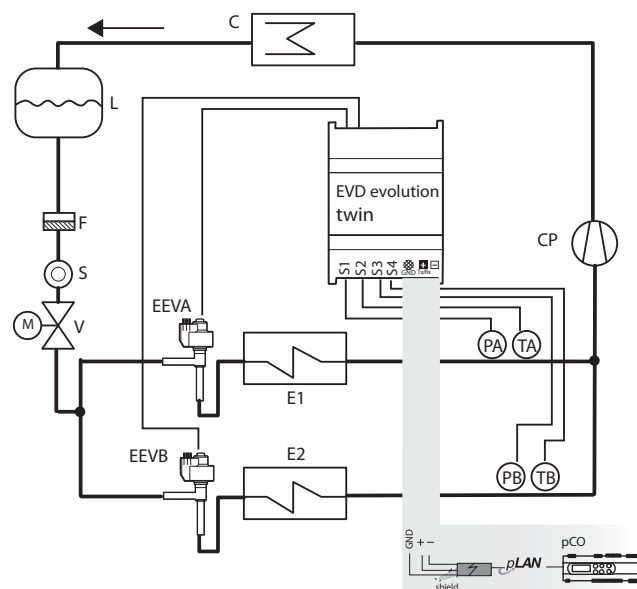 C
L
EVD evolution
twin
F
CP
S1
S2
S3
S4
GND
Tx/Rx
S
EEVA
M
V
PA
TA
E1
EEVB
E2
PB
TB
GND
+
–
pCO
pLAN
shield